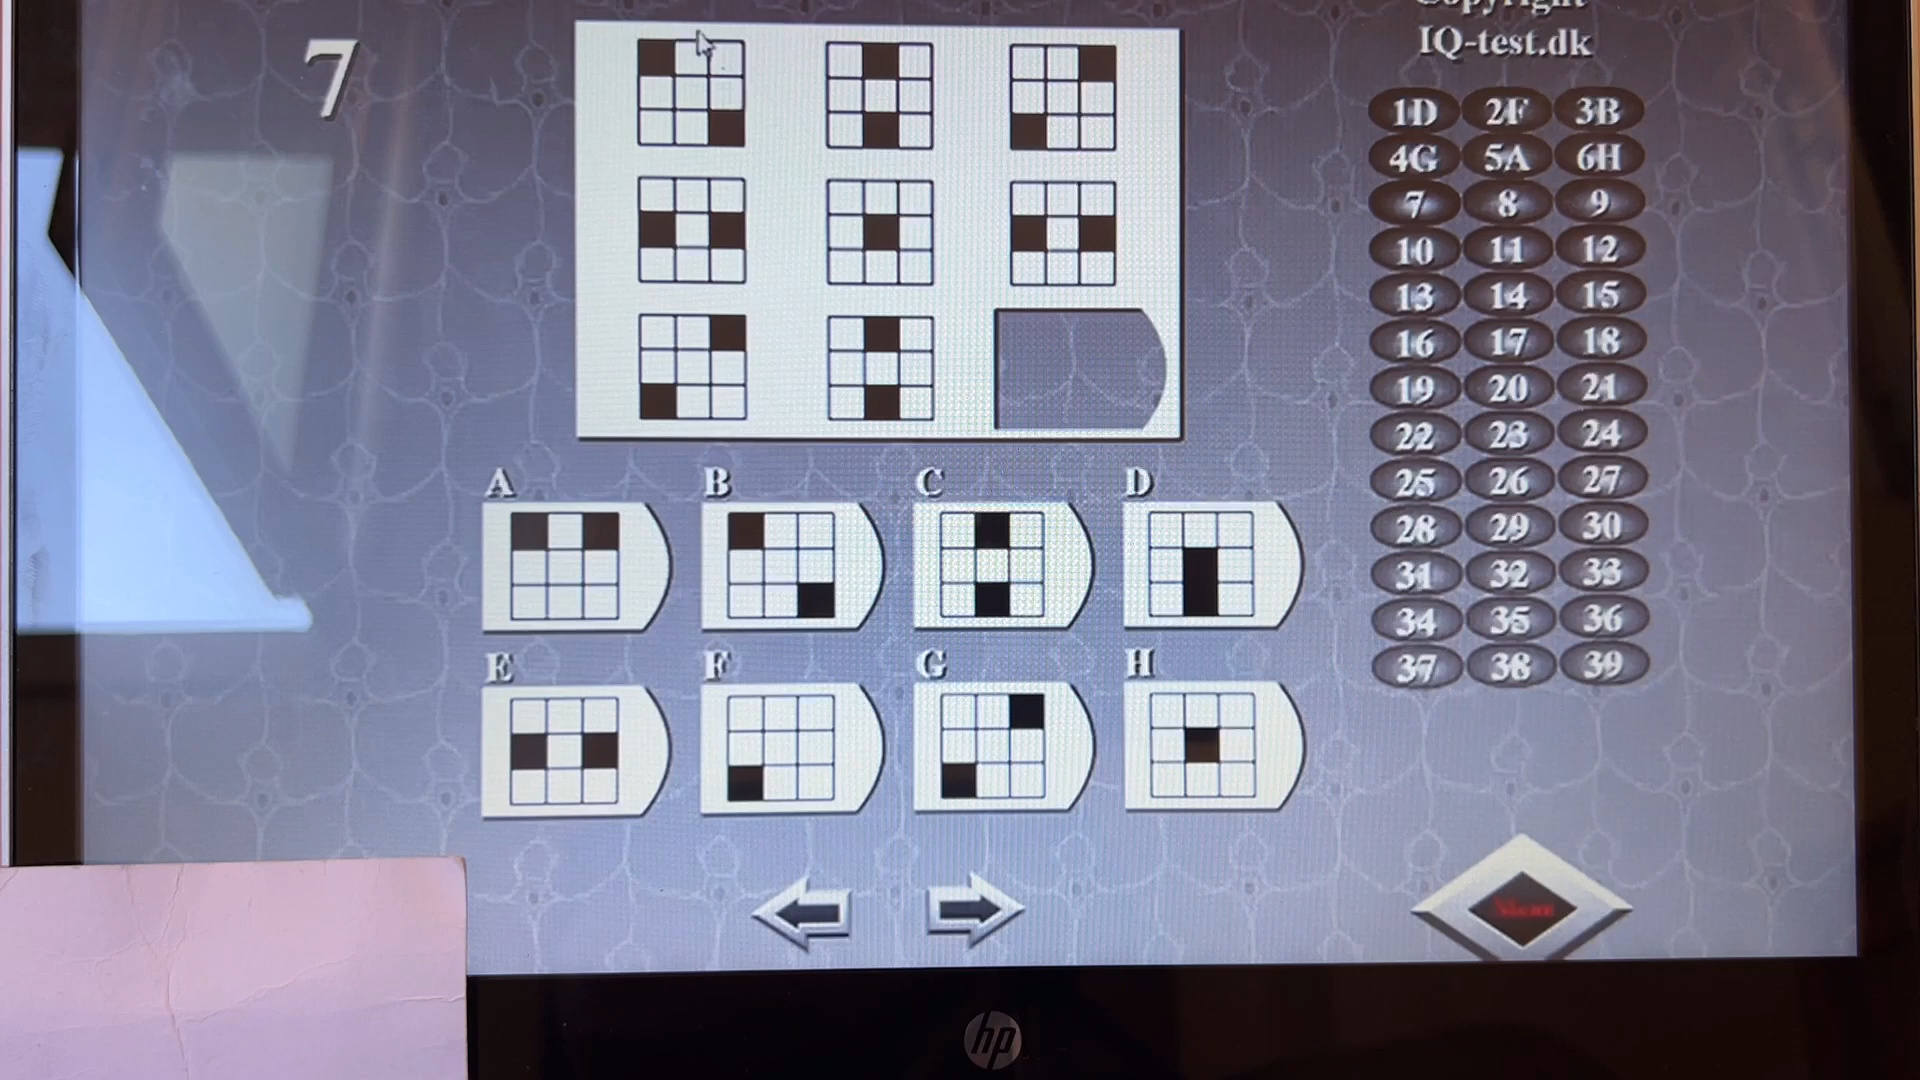 Copyright
IQ-test.dk
7
1D 2F 3B
4G 5A 6H
7 8 9
10 11 12
13 14 15
16 17 18
19 20 21
22 23 24
25 26 27
28 29 30
31 32 33
34 35 36
37 38 39
A B C D
E F G H
Menu
hp